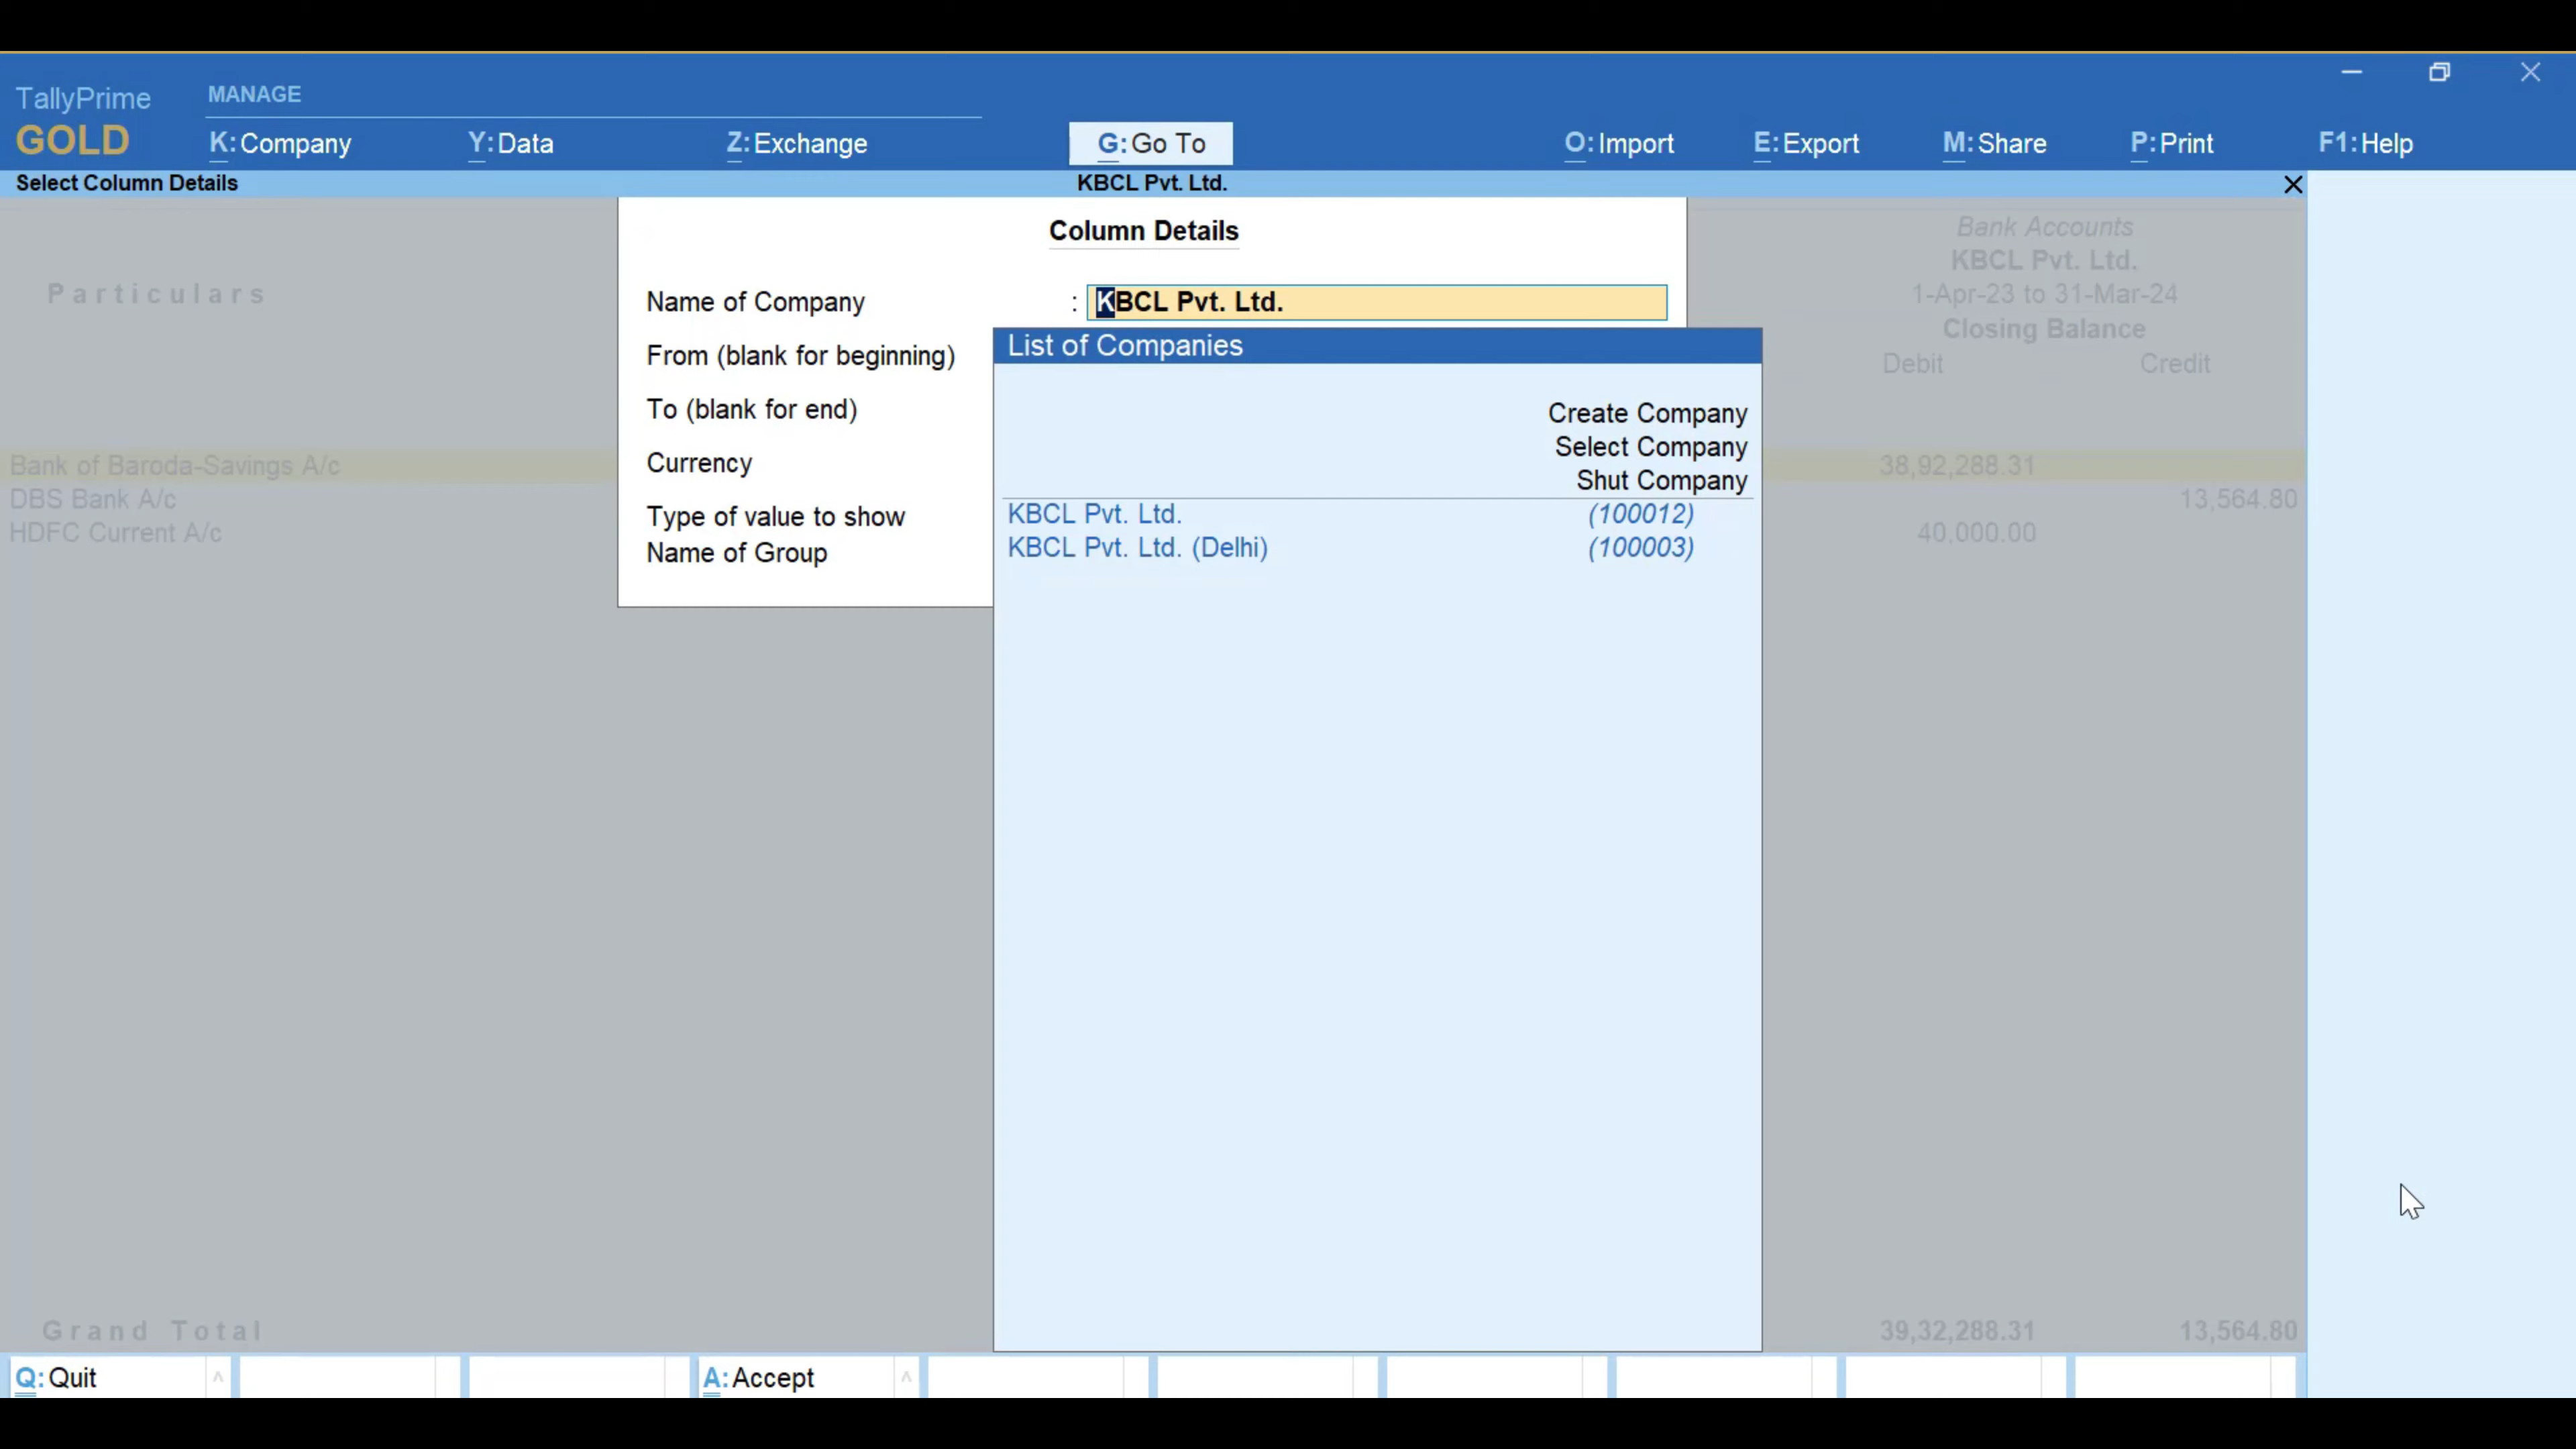 TallyPrime
GOLD
MANAGE
K:Company
Y:Data
Z:Exchange
G:Go To
O:Import
E:Export
M:Share
P:Print
F1:Help
Select Column Details
KBCL Pvt. Ltd.
Column Details
Name of Company : KBCL Pvt. Ltd.
From (blank for beginning)
To (blank for end)
Currency
Type of value to show
Name of Group
List of Companies
Create Company
Select Company
Shut Company
KBCL Pvt. Ltd. (100012)
KBCL Pvt. Ltd. (Delhi) (100003)
Particulars
Bank Accounts
KBCL Pvt. Ltd.
1-Apr-23 to 31-Mar-24
Closing Balance
Debit Credit
Bank of Baroda-Savings A/c 38,92,288.31
DBS Bank A/c 13,564.80
HDFC Current A/c 40,000.00
Grand Total 39,32,288.31 13,564.80
Q:Quit
A:Accept